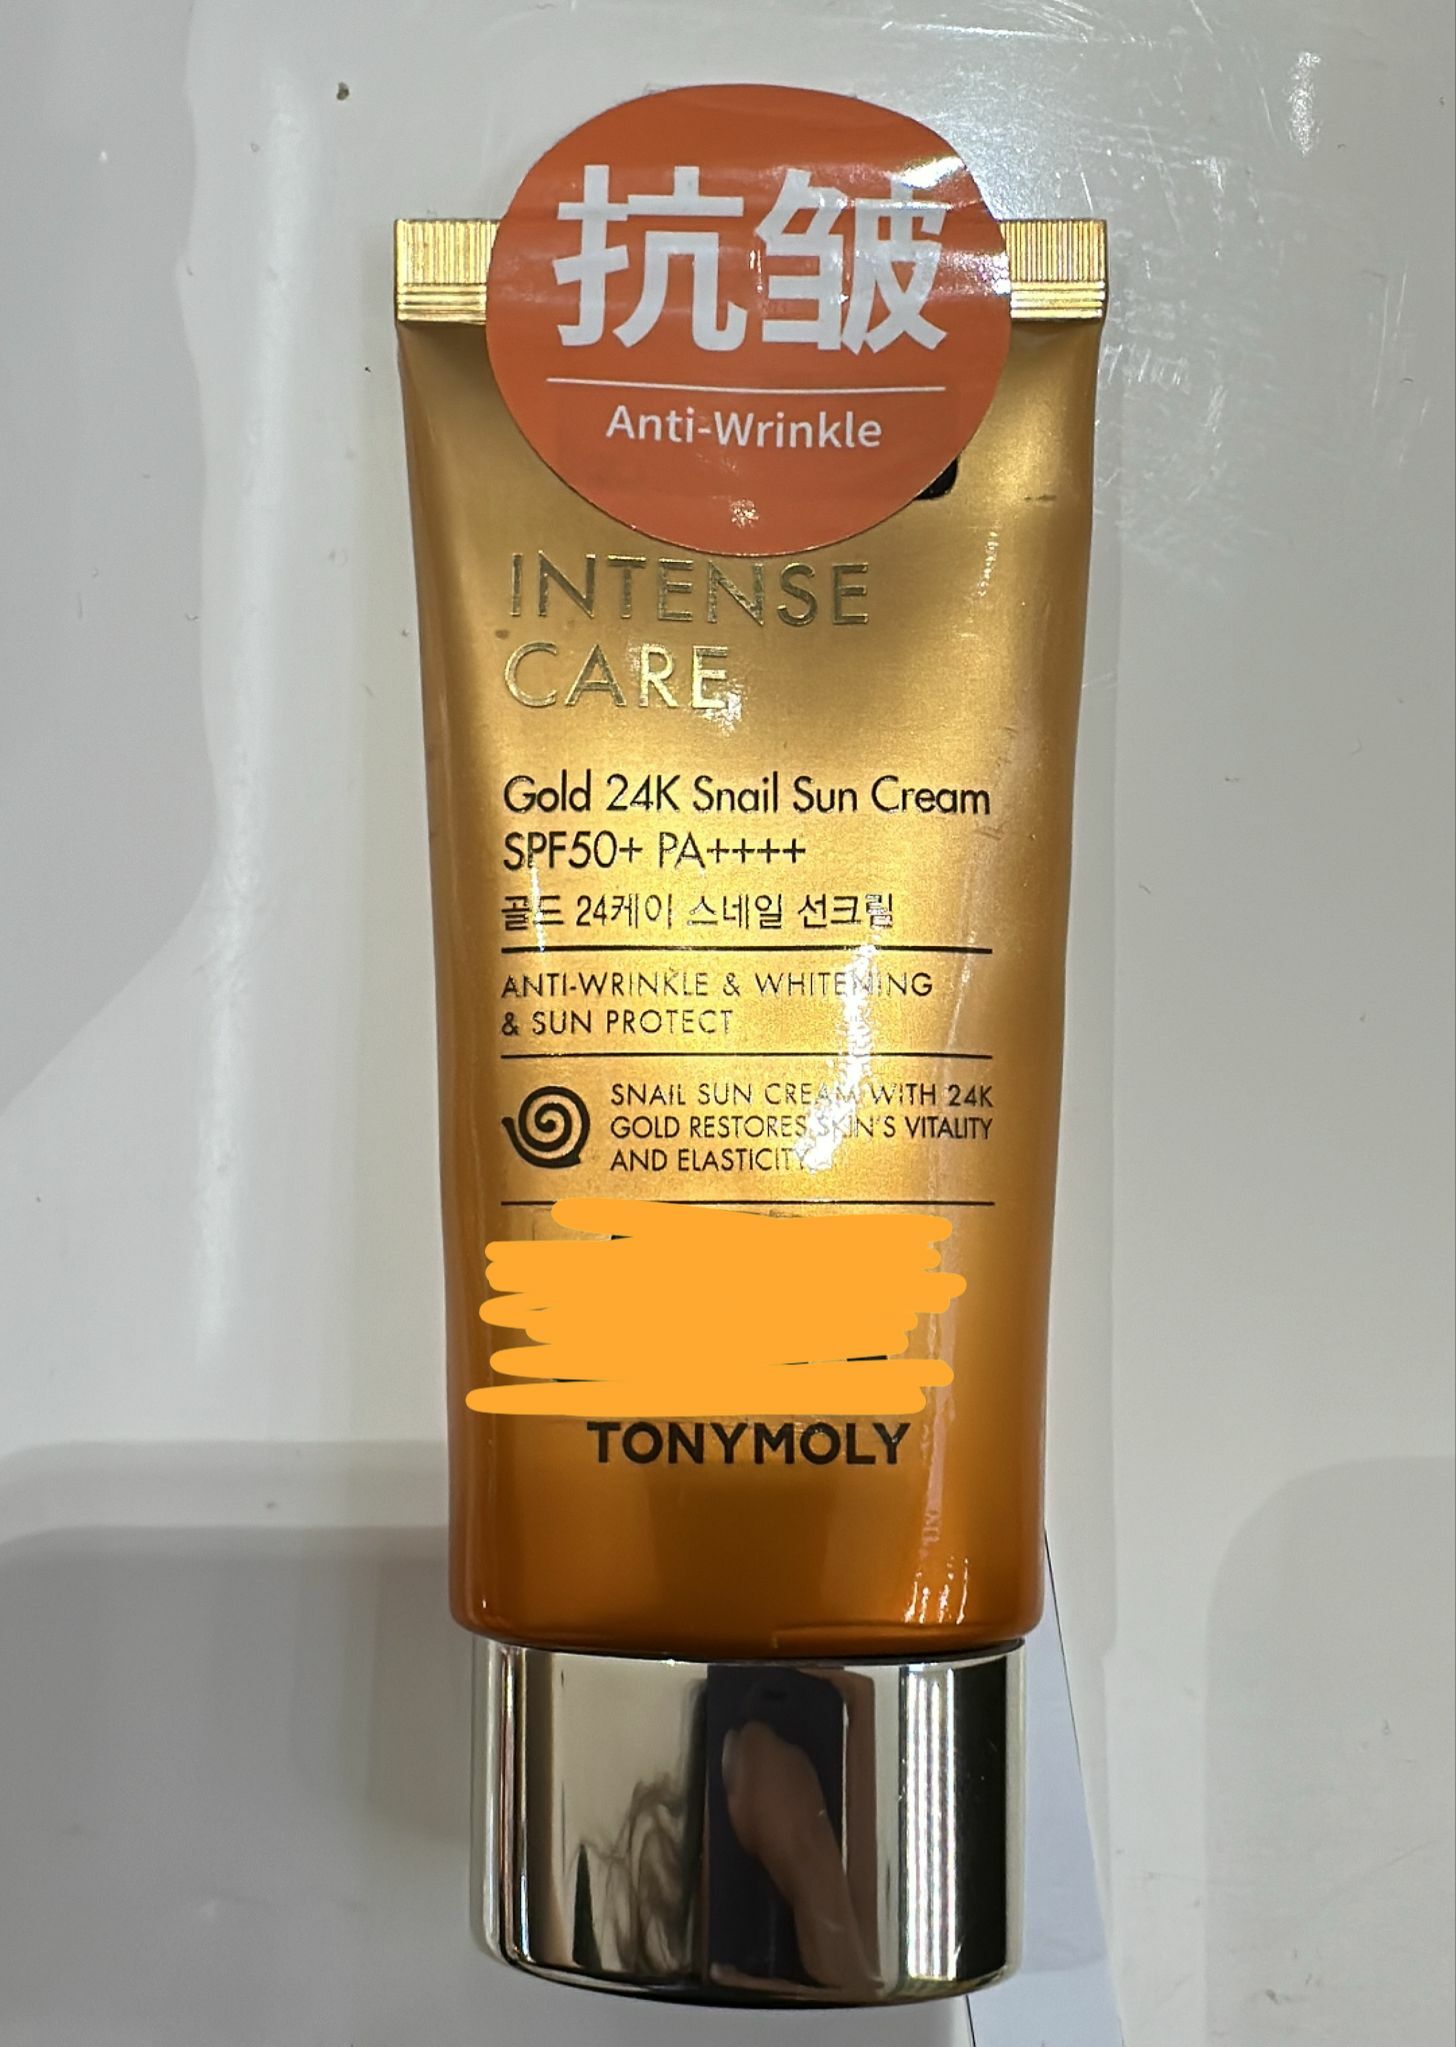 抗皱
Anti-Wrinkle
INTENSE
CARE
Gold 24K Snail Sun Cream
SPF50+ PA++++
골드 24케이 스네일 선크림
ANTI-WRINKLE & WHITENING
& SUN PROTECT
SNAIL SUN CREAM WITH 24K
GOLD RESTORES SKIN'S VITALITY
AND ELASTICITY
TONYMOLY